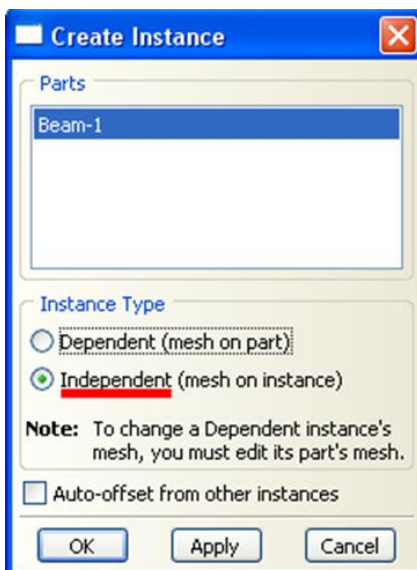 Create Instance
Parts
Beam-1
Instance Type
Dependent (mesh on part)
Independent (mesh on instance)
Note: To change a Dependent instance's
mesh, you must edit its part's mesh.
Auto-offset from other instances
OK Apply Cancel